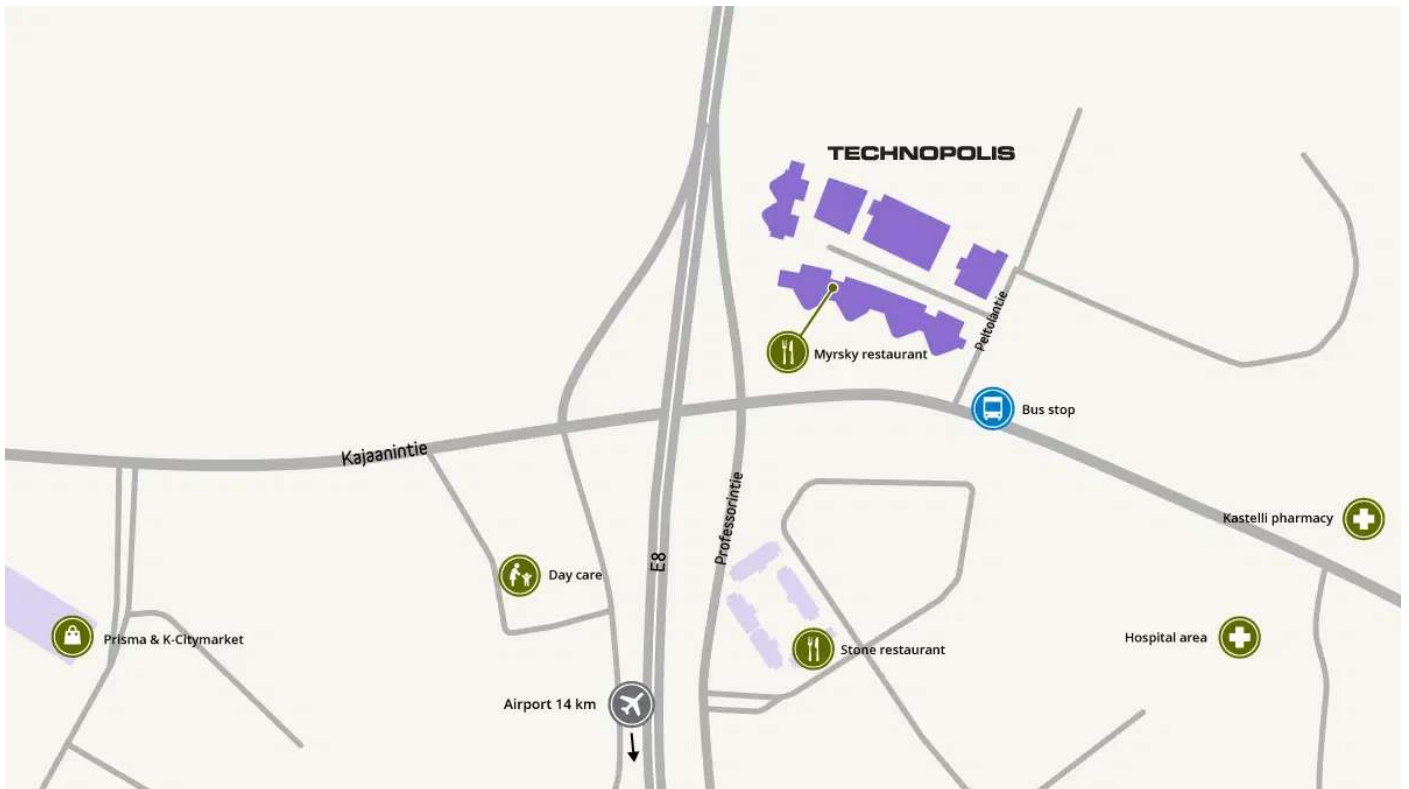 TECHNOPOLIS
Peltolantie
Myrsky restaurant
Bus stop
Kajaanintie
Professorintie
Kastelli pharmacy
E8
Day care
Prisma & K-Citymarket
Hospital area
Stone restaurant
Airport 14 km